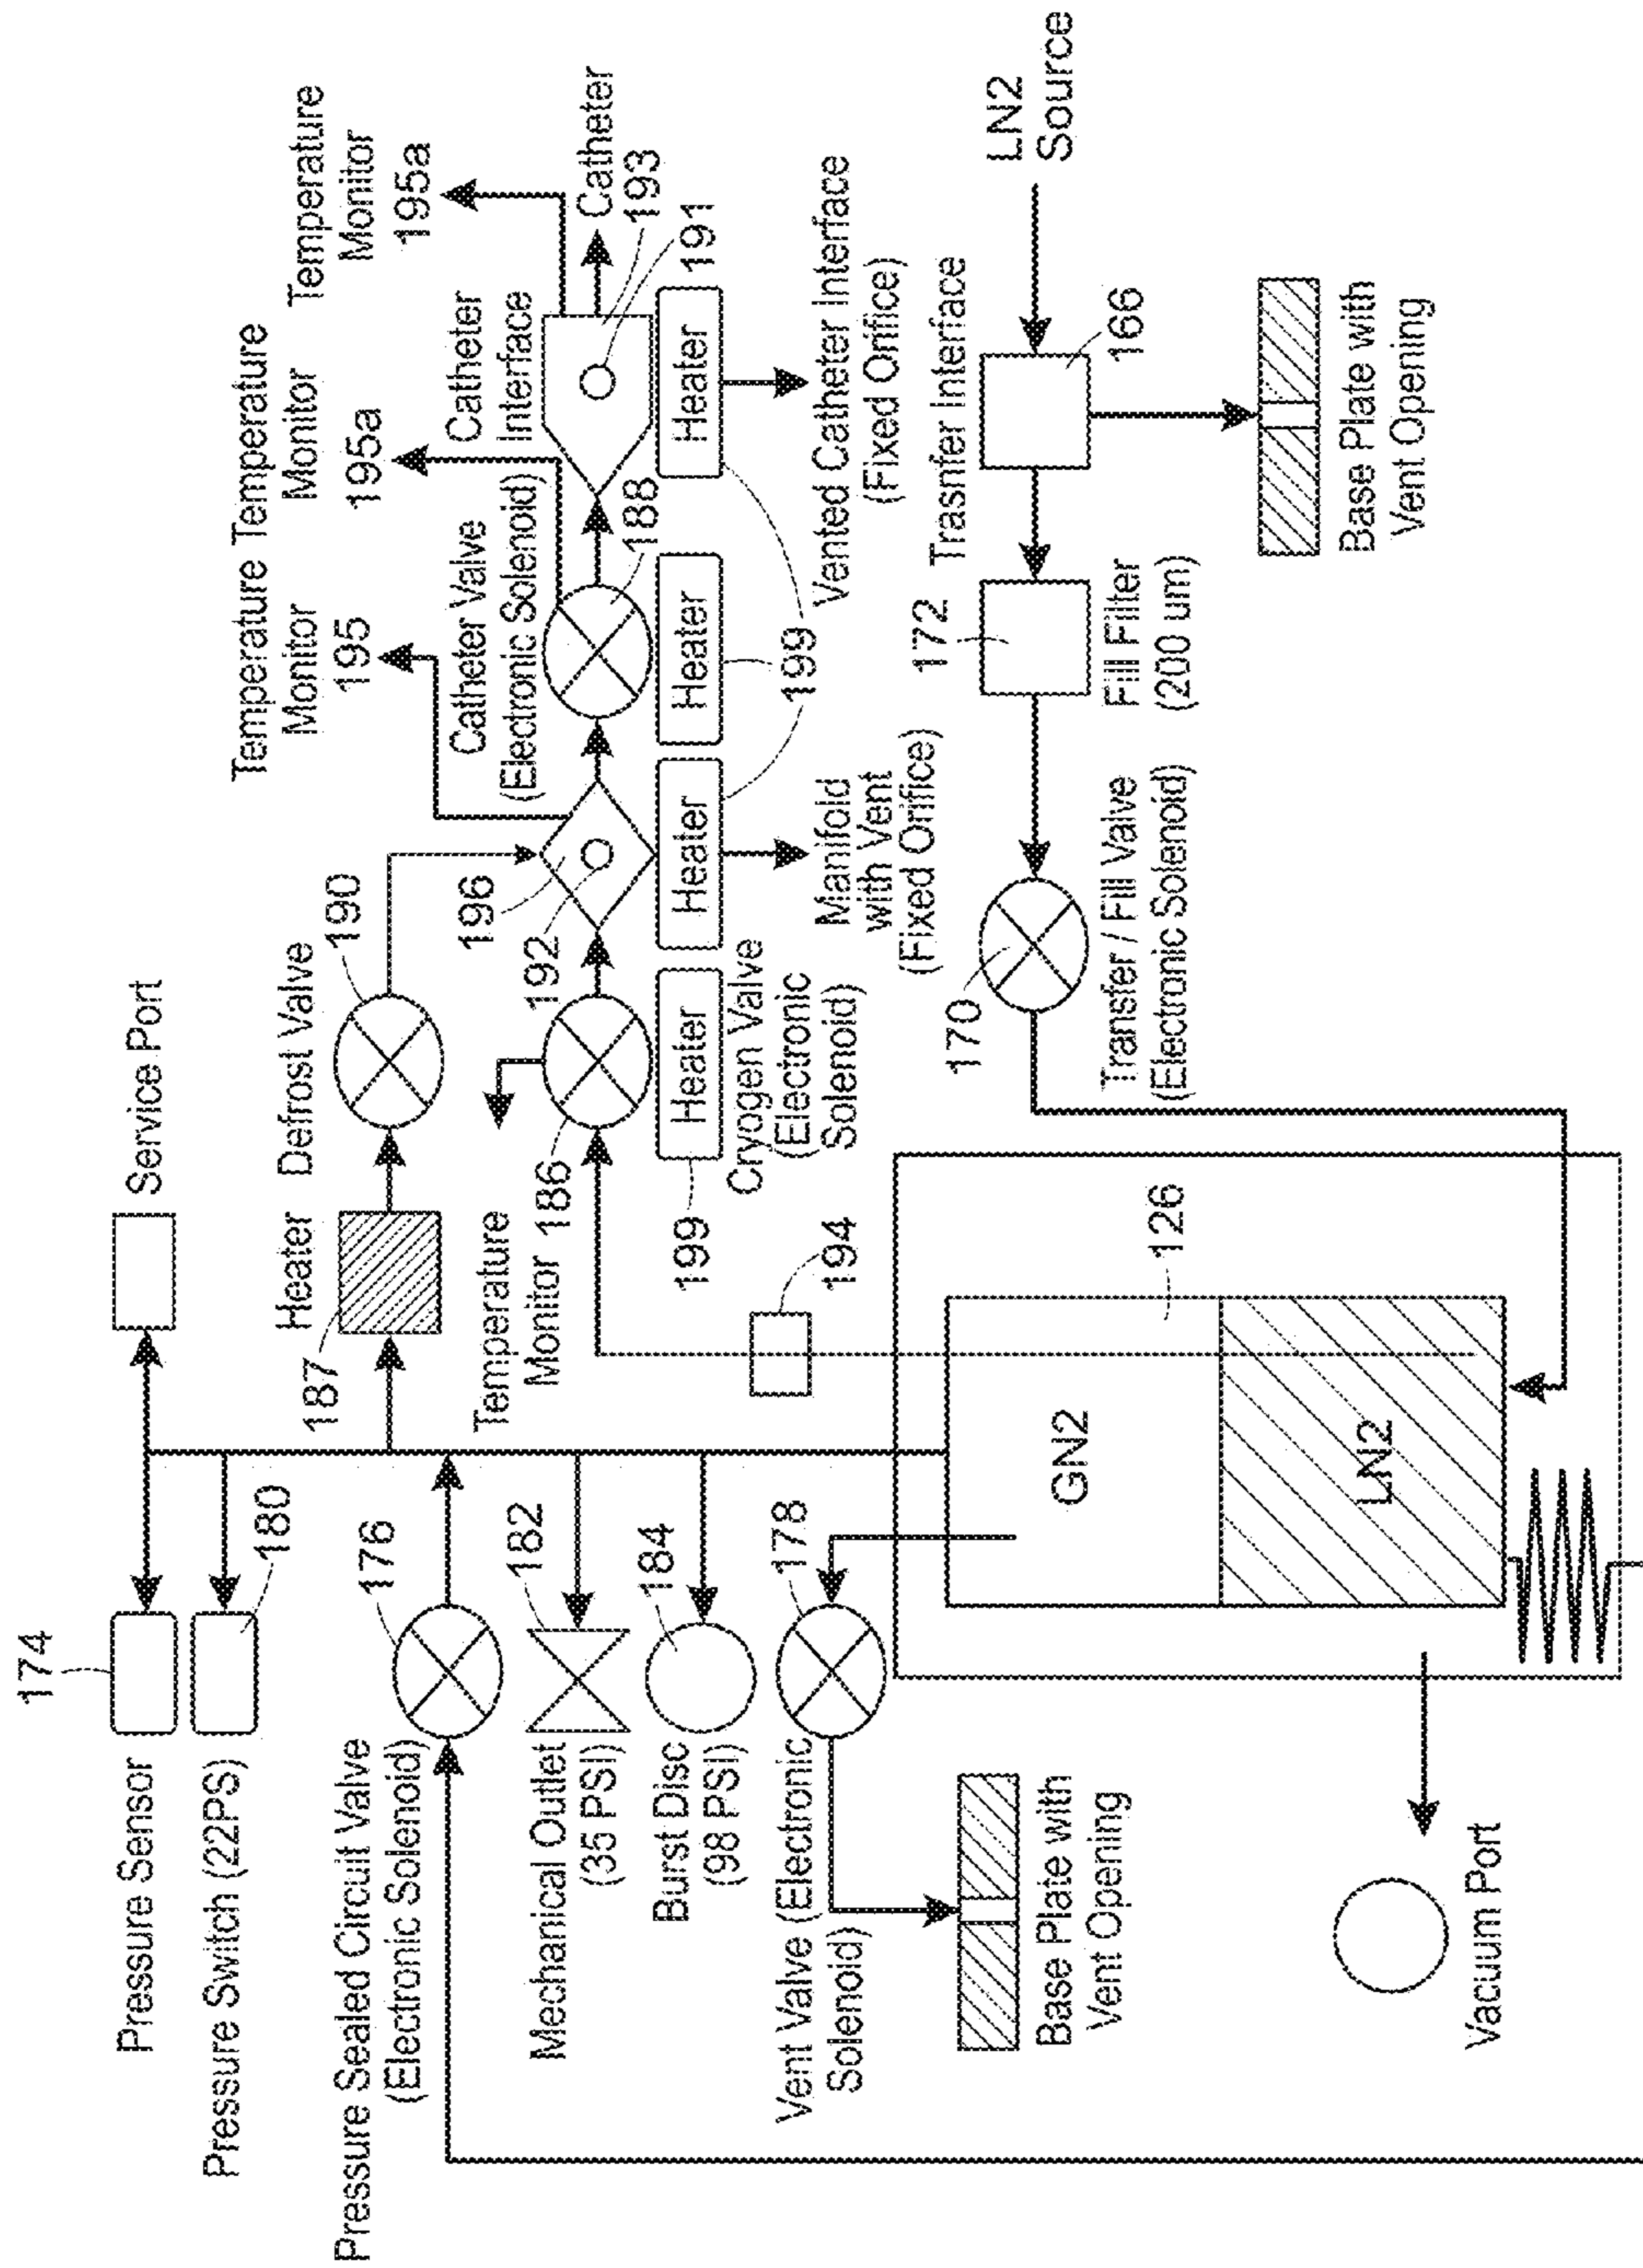 174
Pressure Sensor
Service Port
Pressure Switch (22PS)
180
Pressure Sealed Circuit Valve
(Electronic Solenoid)
176
187
Heater
Defrost Valve
190
Mechanical Outlet
(35 PSI)
182
Burst Disc
(98 PSI)
184
Vent Valve (Electronic
Solenoid)
178
Base Plate with
Vent Opening
Temperature
Monitor
186
196
192
Temperature
Monitor
195
Temperature
Monitor
195a
Temperature
Monitor
195a
Catheter Valve
(Electronic Solenoid)
188
Catheter
Interface
Catheter
193
191
Heater
Heater
Heater
Heater
199
199
Cryogen Valve
(Electronic
Solenoid)
Manifold
with Vent
(Fixed Orifice)
Vented Catheter Interface
(Fixed Orifice)
194
126
GN2
LN2
Vacuum Port
170
Transfer / Fill Valve
(Electronic Solenoid)
172
Fill Filter
(200 um)
Trasnfer Interface
166
LN2
Source
Base Plate with
Vent Opening